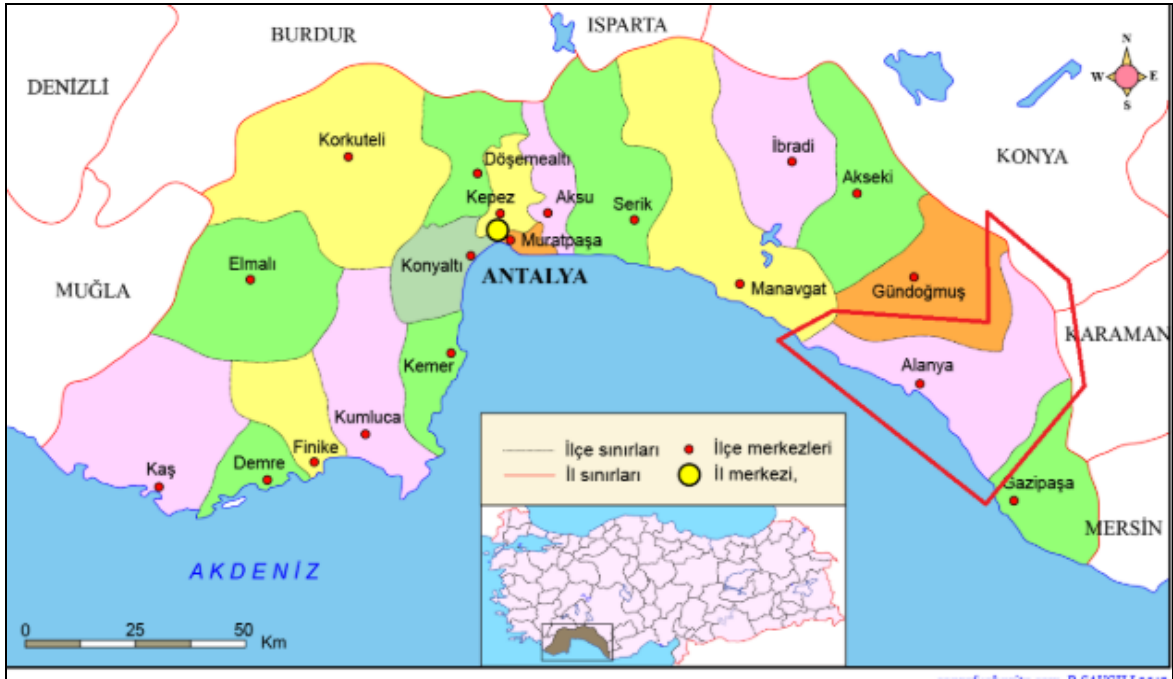 BURDUR
ISPARTA
DENİZLİ
N
W E
S
Korkuteli
Döşemealtı
İbradi
KONYA
Akseki
Kepez
Aksu
Serik
Muratpaşa
Elmalı
Konyaltı
ANTALYA
MUĞLA
Manavgat
Gündoğmuş
KARAMAN
Kemer
Alanya
Kumluca
Finike
Demre
Kaş
Gazipaşa
MERSİN
İlçe sınırları
İlçe merkezleri
İl sınırları
İl merkezi,
AKDENİZ
0 25 50
Km